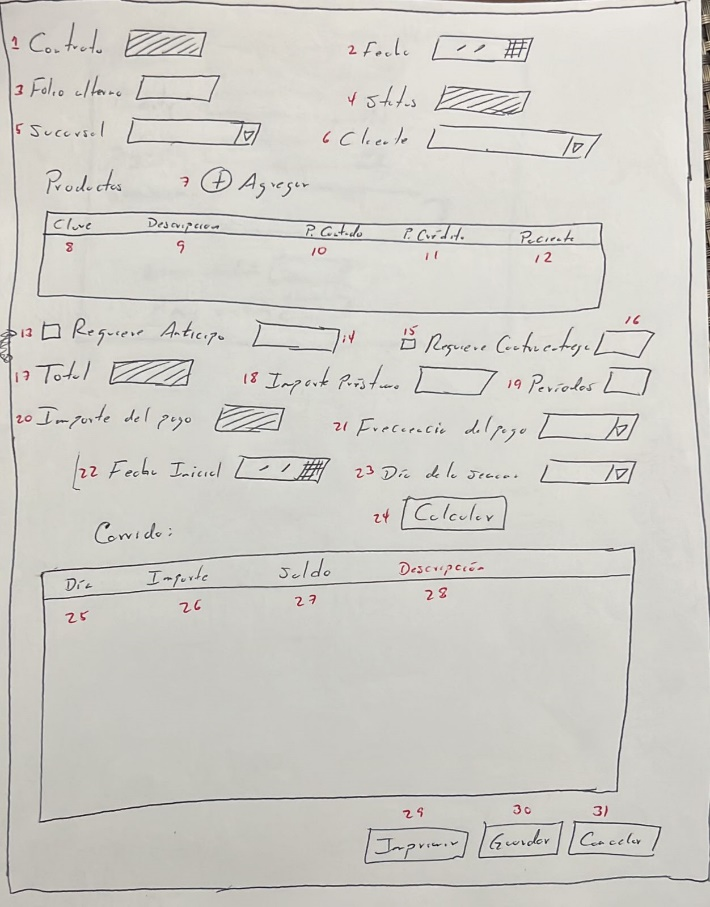 1 Contrato 2 Fecha
3 Folio alterno 4 Status
5 Sucursal 6 Cliente
Productos 7 + Agregar
Clave Descripcion P. Contado P. Crédito Paciente
8 9 10 11 12
13 Requiere Anticipo 14 15 Requiere Contraentrega 16
17 Total 18 Importe Préstamo 19 Periodos
20 Importe del pago 21 Frecuencia del pago
22 Fecha Inicial 23 Día de la semana
24 Calcular
Corrida:
Día Importe Saldo Descripción
25 26 27 28
29 30 31
Imprimir Guardar Cancelar